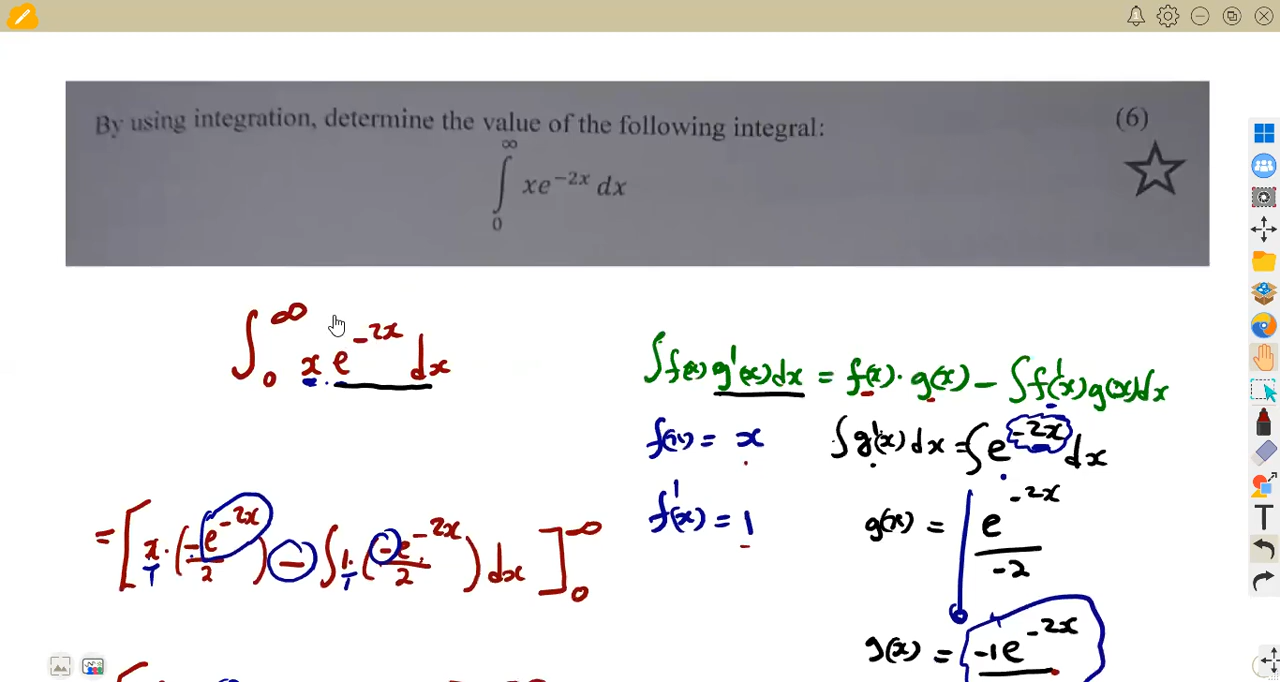 By using integration, determine the value of the following integral: (6)
∞
∫ xe⁻²ˣ dx
0
∫₀^∞ x e⁻²ˣ dx
∫f(x) g'(x)dx = f(x)·g(x) − ∫f'(x)g(x)dx
f(x) = x
∫g'(x)dx = ∫e⁻²ˣ dx
f'(x) = 1
g(x) = e⁻²ˣ / −2
= [x/1 · (−e⁻²ˣ/2) − ∫1/1 (−e⁻²ˣ/2) dx]₀^∞
g(x) = −1e⁻²ˣ
T